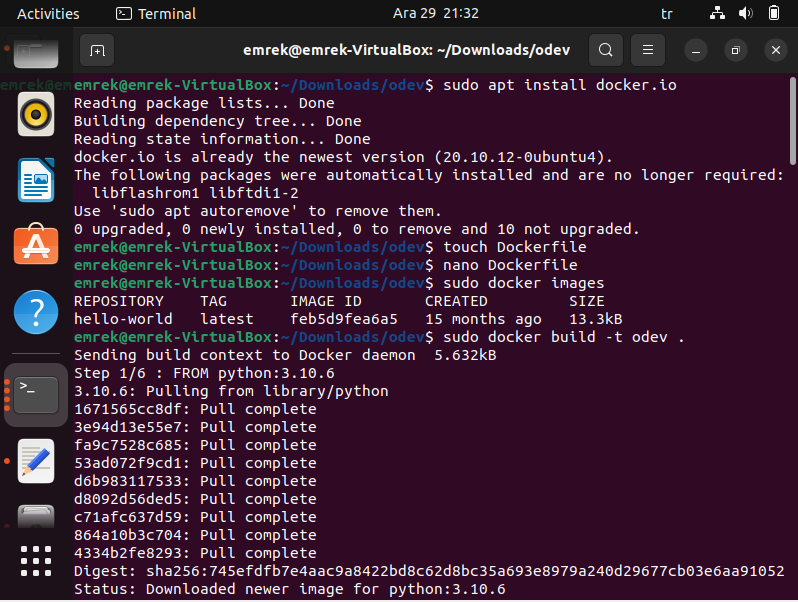 Activities
Terminal
Ara 29 21:32
tr
emrek@emrek-VirtualBox: ~/Downloads/odev
emrek@emrek-VirtualBox:~/Downloads/odev$ sudo apt install docker.io
Reading package lists... Done
Building dependency tree... Done
Reading state information... Done
docker.io is already the newest version (20.10.12-0ubuntu4).
The following packages were automatically installed and are no longer required:
  libflashrom1 libftdi1-2
Use 'sudo apt autoremove' to remove them.
0 upgraded, 0 newly installed, 0 to remove and 10 not upgraded.
emrek@emrek-VirtualBox:~/Downloads/odev$ touch Dockerfile
emrek@emrek-VirtualBox:~/Downloads/odev$ nano Dockerfile
emrek@emrek-VirtualBox:~/Downloads/odev$ sudo docker images
REPOSITORY    TAG       IMAGE ID       CREATED         SIZE
hello-world   latest    feb5d9fea6a5   15 months ago   13.3kB
emrek@emrek-VirtualBox:~/Downloads/odev$ sudo docker build -t odev .
Sending build context to Docker daemon  5.632kB
Step 1/6 : FROM python:3.10.6
3.10.6: Pulling from library/python
1671565cc8df: Pull complete
3e94d13e55e7: Pull complete
fa9c7528c685: Pull complete
53ad072f9cd1: Pull complete
d6b983117533: Pull complete
d8092d56ded5: Pull complete
c71afc637d59: Pull complete
864a10b3c704: Pull complete
4334b2fe8293: Pull complete
Digest: sha256:745efdfb7e4aac9a8422bd8c62d8bc35a693e8979a240d29677cb03e6aa91052
Status: Downloaded newer image for python:3.10.6